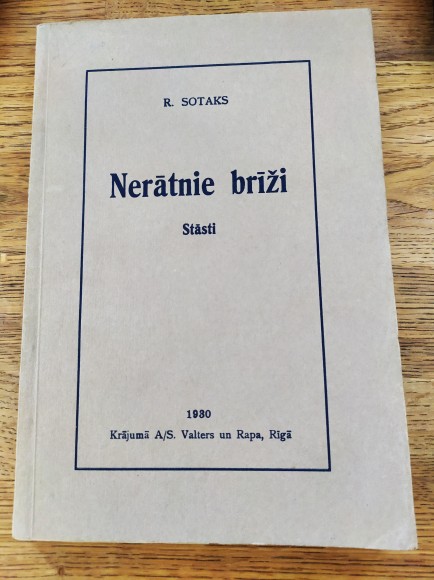 R. SOTAKS
Nerātnie brīži
Stāsti
1930
Krājumā A/S. Valters un Rapa, Rīgā